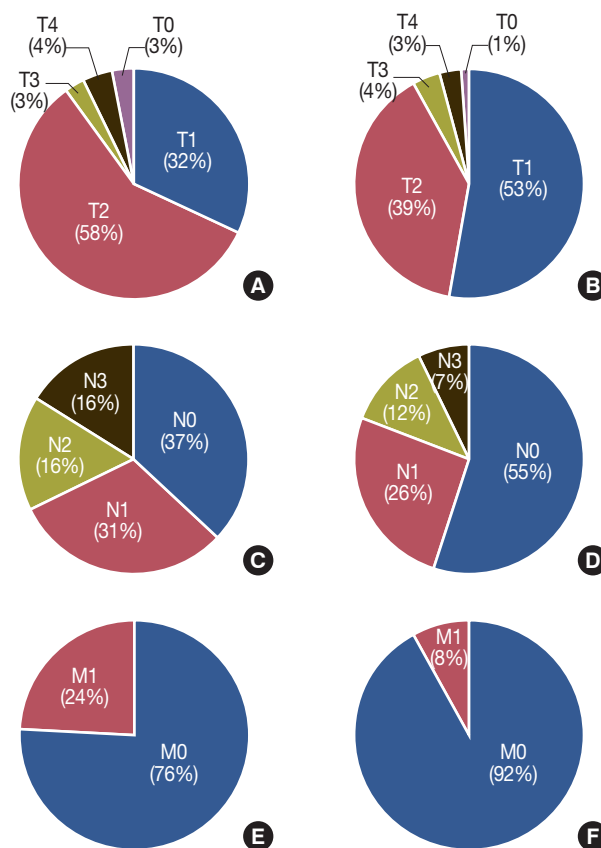 T4
(4%)
T0
(3%)
T3
(3%)
T1
(32%)
T2
(58%)
A
T4
(3%)
T0
(1%)
T3
(4%)
T1
(53%)
T2
(39%)
B
N3
(16%)
N0
(37%)
N2
(16%)
N1
(31%)
C
N3
(7%)
N2
(12%)
N0
(55%)
N1
(26%)
D
M1
(24%)
M0
(76%)
E
M1
(8%)
M0
(92%)
F